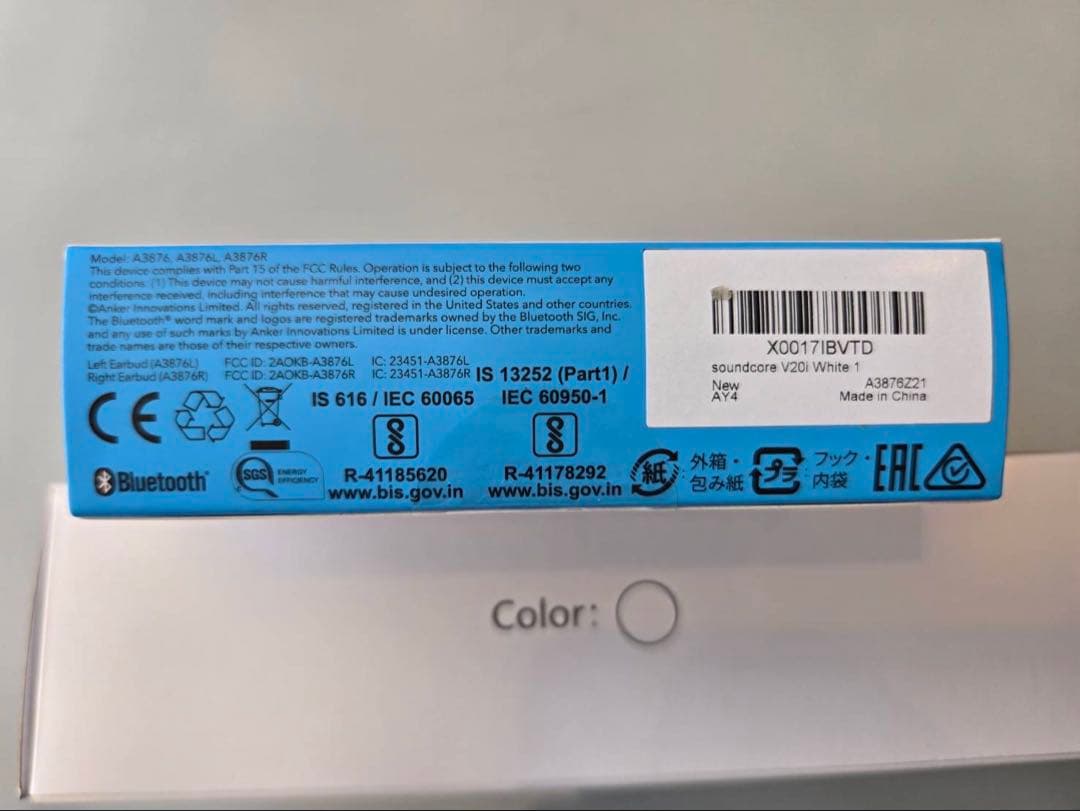 Model: A3876, A3876L, A3876R
This device complies with Part 15 of the FCC Rules. Operation is subject to the following two
conditions: (1) This device may not cause harmful interference, and (2) this device must accept any
interference received, including interference that may cause undesired operation.
©Anker Innovations Limited. All rights reserved, registered in the United States and other countries.
The Bluetooth® word mark and logos are registered trademarks owned by the Bluetooth SIG, Inc.
and any use of such marks by Anker Innovations Limited is under license. Other trademarks and
trade names are those of their respective owners.
Left Earbud (A3876L) FCC ID: 2AOKB-A3876L IC: 23451-A3876L
Right Earbud (A3876R) FCC ID: 2AOKB-A3876R IC: 23451-A3876R
IS 13252 (Part1) /
IEC 60950-1
IS 616 / IEC 60065
CE
Bluetooth®
SGS ENERGY
EFFICIENCY
R-41185620
www.bis.gov.in
R-41178292
www.bis.gov.in
紙
外箱・
包み紙
プラ
フック・
内袋
EAC
X0017IBVTD
soundcore V20i White 1
New A3876Z21
AY4 Made in China
Color: